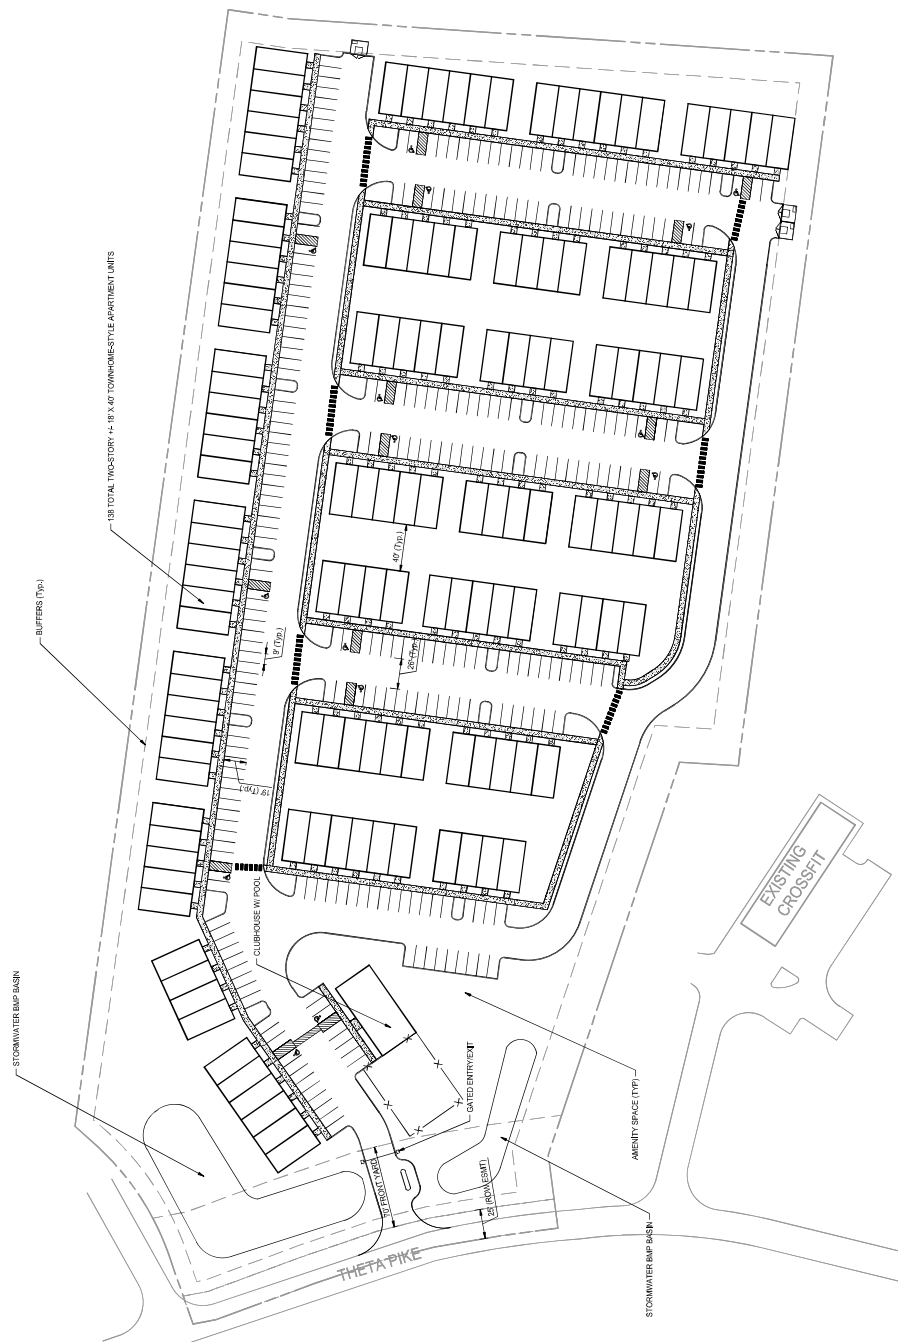 138 TOTAL TWO-STORY +/- 18' X 40' TOWNHOME-STYLE APARTMENT UNITS
BUFFERS (Typ.)
40' (Typ.)
9' (Typ.)
26' (Typ.)
19' (Typ.)
EXISTING
CROSSFIT
CLUBHOUSE W/ POOL
STORMWATER BMP BASIN
GATED ENTRY/EXIT
AMENITY SPACE (TYP)
70' FRONT YARD
25' (ROW ESMT)
STORMWATER BMP BASIN
THETA PIKE